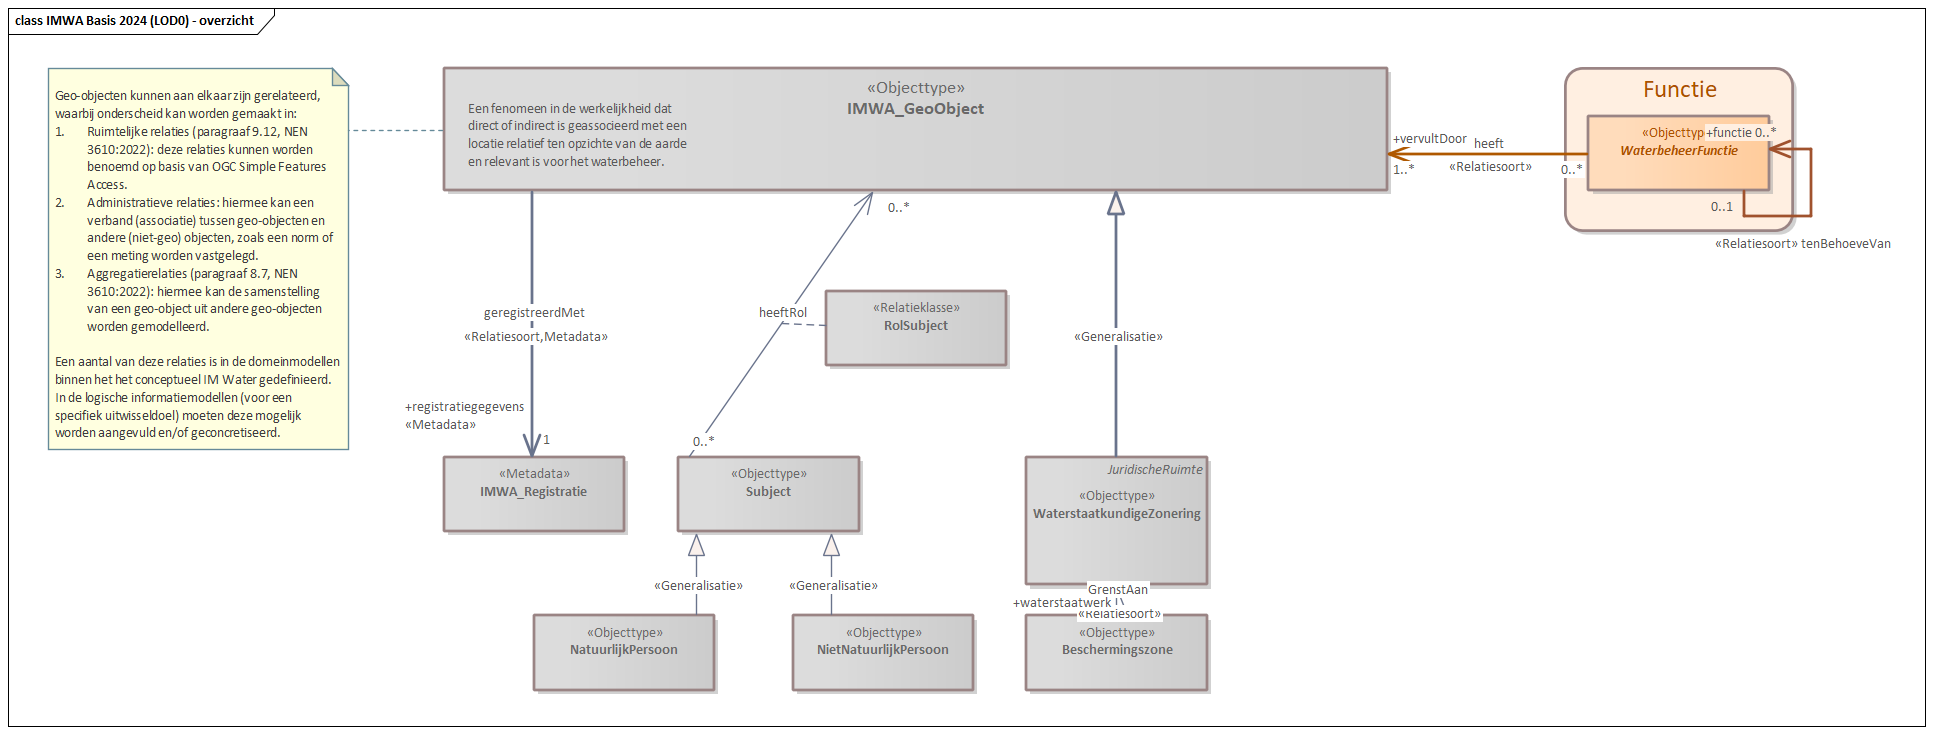 class IMWA Basis 2024 (LOD0) - overzicht
Geo-objecten kunnen aan elkaar zijn gerelateerd,
waarbij onderscheid kan worden gemaakt in:
1. Ruimtelijke relaties (paragraaf 9.12, NEN
3610:2022): deze relaties kunnen worden
benoemd op basis van OGC Simple Features
Access.
2. Administratieve relaties: hiermee kan een
verband (associatie) tussen geo-objecten en
andere (niet-geo) objecten, zoals een norm of
een meting worden vastgelegd.
3. Aggregatierelaties (paragraaf 8.7, NEN
3610:2022): hiermee kan de samenstelling
van een geo-object uit andere geo-objecten
worden gemodelleerd.
Een aantal van deze relaties is in de domeinmodellen
binnen het het conceptueel IM Water gedefinieerd.
In de logische informatiemodellen (voor een
specifiek uitwisseldoel) moeten deze mogelijk
worden aangevuld en/of geconcretiseerd.
«Objecttype»
IMWA_GeoObject
Een fenomeen in de werkelijkheid dat
direct of indirect is geassocieerd met een
locatie relatief ten opzichte van de aarde
en relevant is voor het waterbeheer.
Functie
«Objecttyp
+functie 0..*
WaterbeheerFunctie
+vervultDoor
heeft
1..*
«Relatiesoort»
0..*
0..1
«Relatiesoort» tenBehoeveVan
0..*
geregistreerdMet
«Relatiesoort,Metadata»
heeftRol
«Relatieklasse»
RolSubject
«Generalisatie»
+registratiegegevens
«Metadata»
1
0..*
«Metadata»
IMWA_Registratie
«Objecttype»
Subject
JuridischeRuimte
«Objecttype»
WaterstaatkundigeZonering
«Generalisatie»
«Generalisatie»
GrenstAan
+waterstaatwerk
«Relatiesoort»
«Objecttype»
NatuurlijkPersoon
«Objecttype»
NietNatuurlijkPersoon
«Objecttype»
Beschermingszone